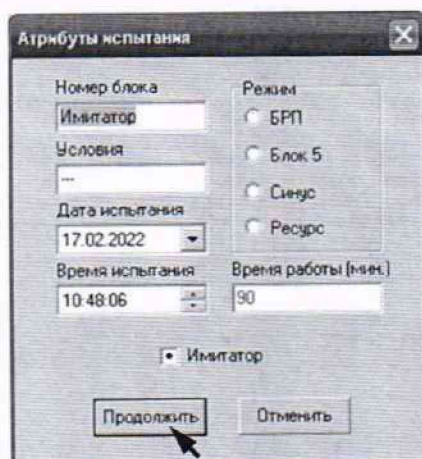 Атрибуты испытания
Номер блока
Имитатор
Условия
---
Дата испытания
17.02.2022
Время испытания
10:48:06
Режим
БРП
Блок 5
Синус
Ресурс
Время работы (мин.)
90
Имитатор
Продолжить
Отменить